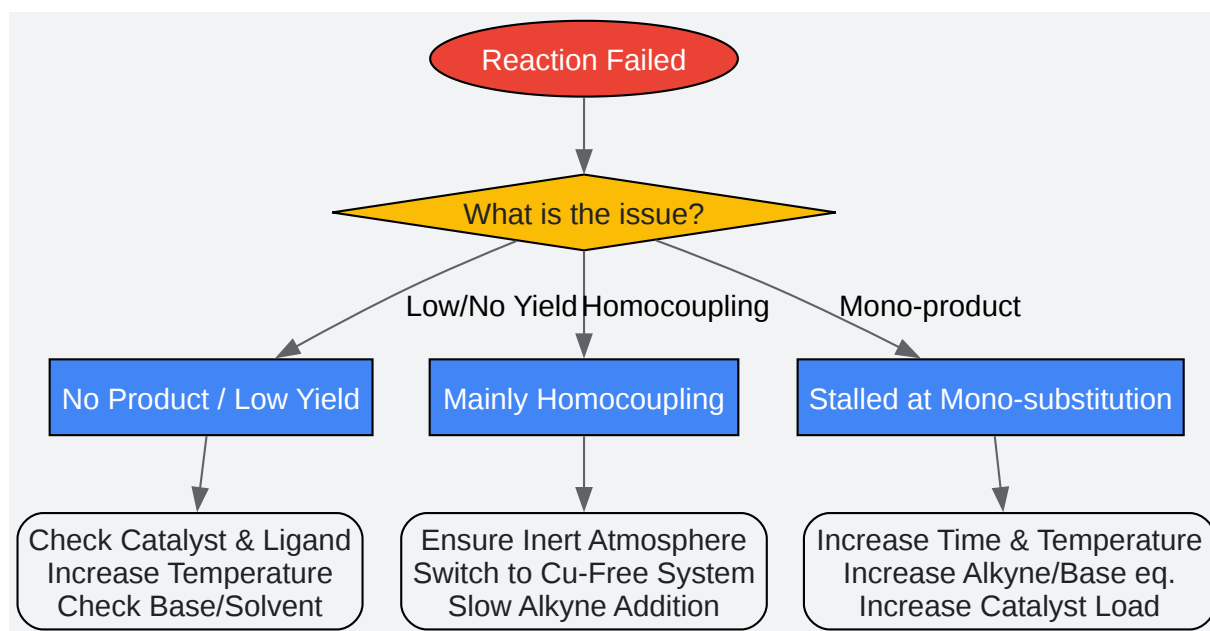 Reaction Failed
What is the issue?
Low/No Yield
Homocoupling
Mono-product
No Product / Low Yield
Mainly Homocoupling
Stalled at Mono-substitution
Check Catalyst & Ligand
Increase Temperature
Check Base/Solvent
Ensure Inert Atmosphere
Switch to Cu-Free System
Slow Alkyne Addition
Increase Time & Temperature
Increase Alkyne/Base eq.
Increase Catalyst Load